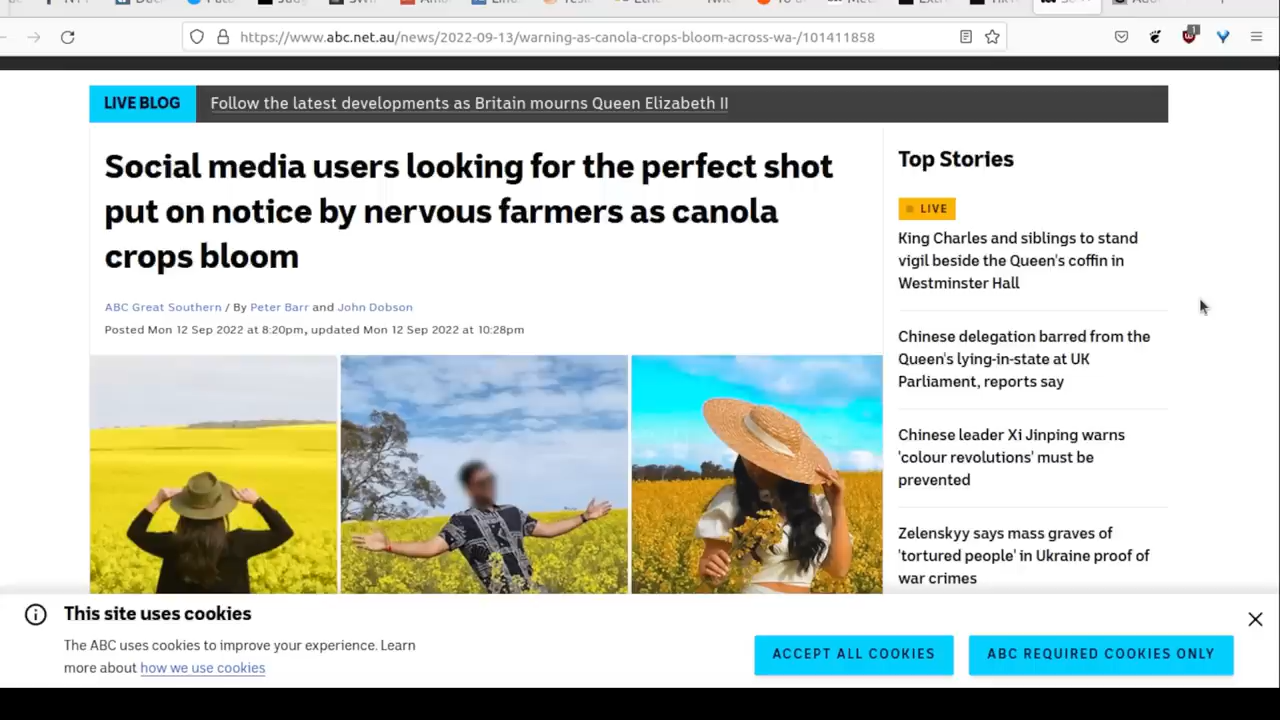 https://www.abc.net.au/news/2022-09-13/warning-as-canola-crops-bloom-across-wa-/101411858
LIVE BLOG
Follow the latest developments as Britain mourns Queen Elizabeth II
Social media users looking for the perfect shot
put on notice by nervous farmers as canola
crops bloom
ABC Great Southern / By Peter Barr and John Dobson
Posted Mon 12 Sep 2022 at 8:20pm, updated Mon 12 Sep 2022 at 10:28pm
Top Stories
LIVE
King Charles and siblings to stand
vigil beside the Queen's coffin in
Westminster Hall
Chinese delegation barred from the
Queen's lying-in-state at UK
Parliament, reports say
Chinese leader Xi Jinping warns
'colour revolutions' must be
prevented
Zelenskyy says mass graves of
'tortured people' in Ukraine proof of
war crimes
This site uses cookies
The ABC uses cookies to improve your experience. Learn
more about how we use cookies
ACCEPT ALL COOKIES
ABC REQUIRED COOKIES ONLY